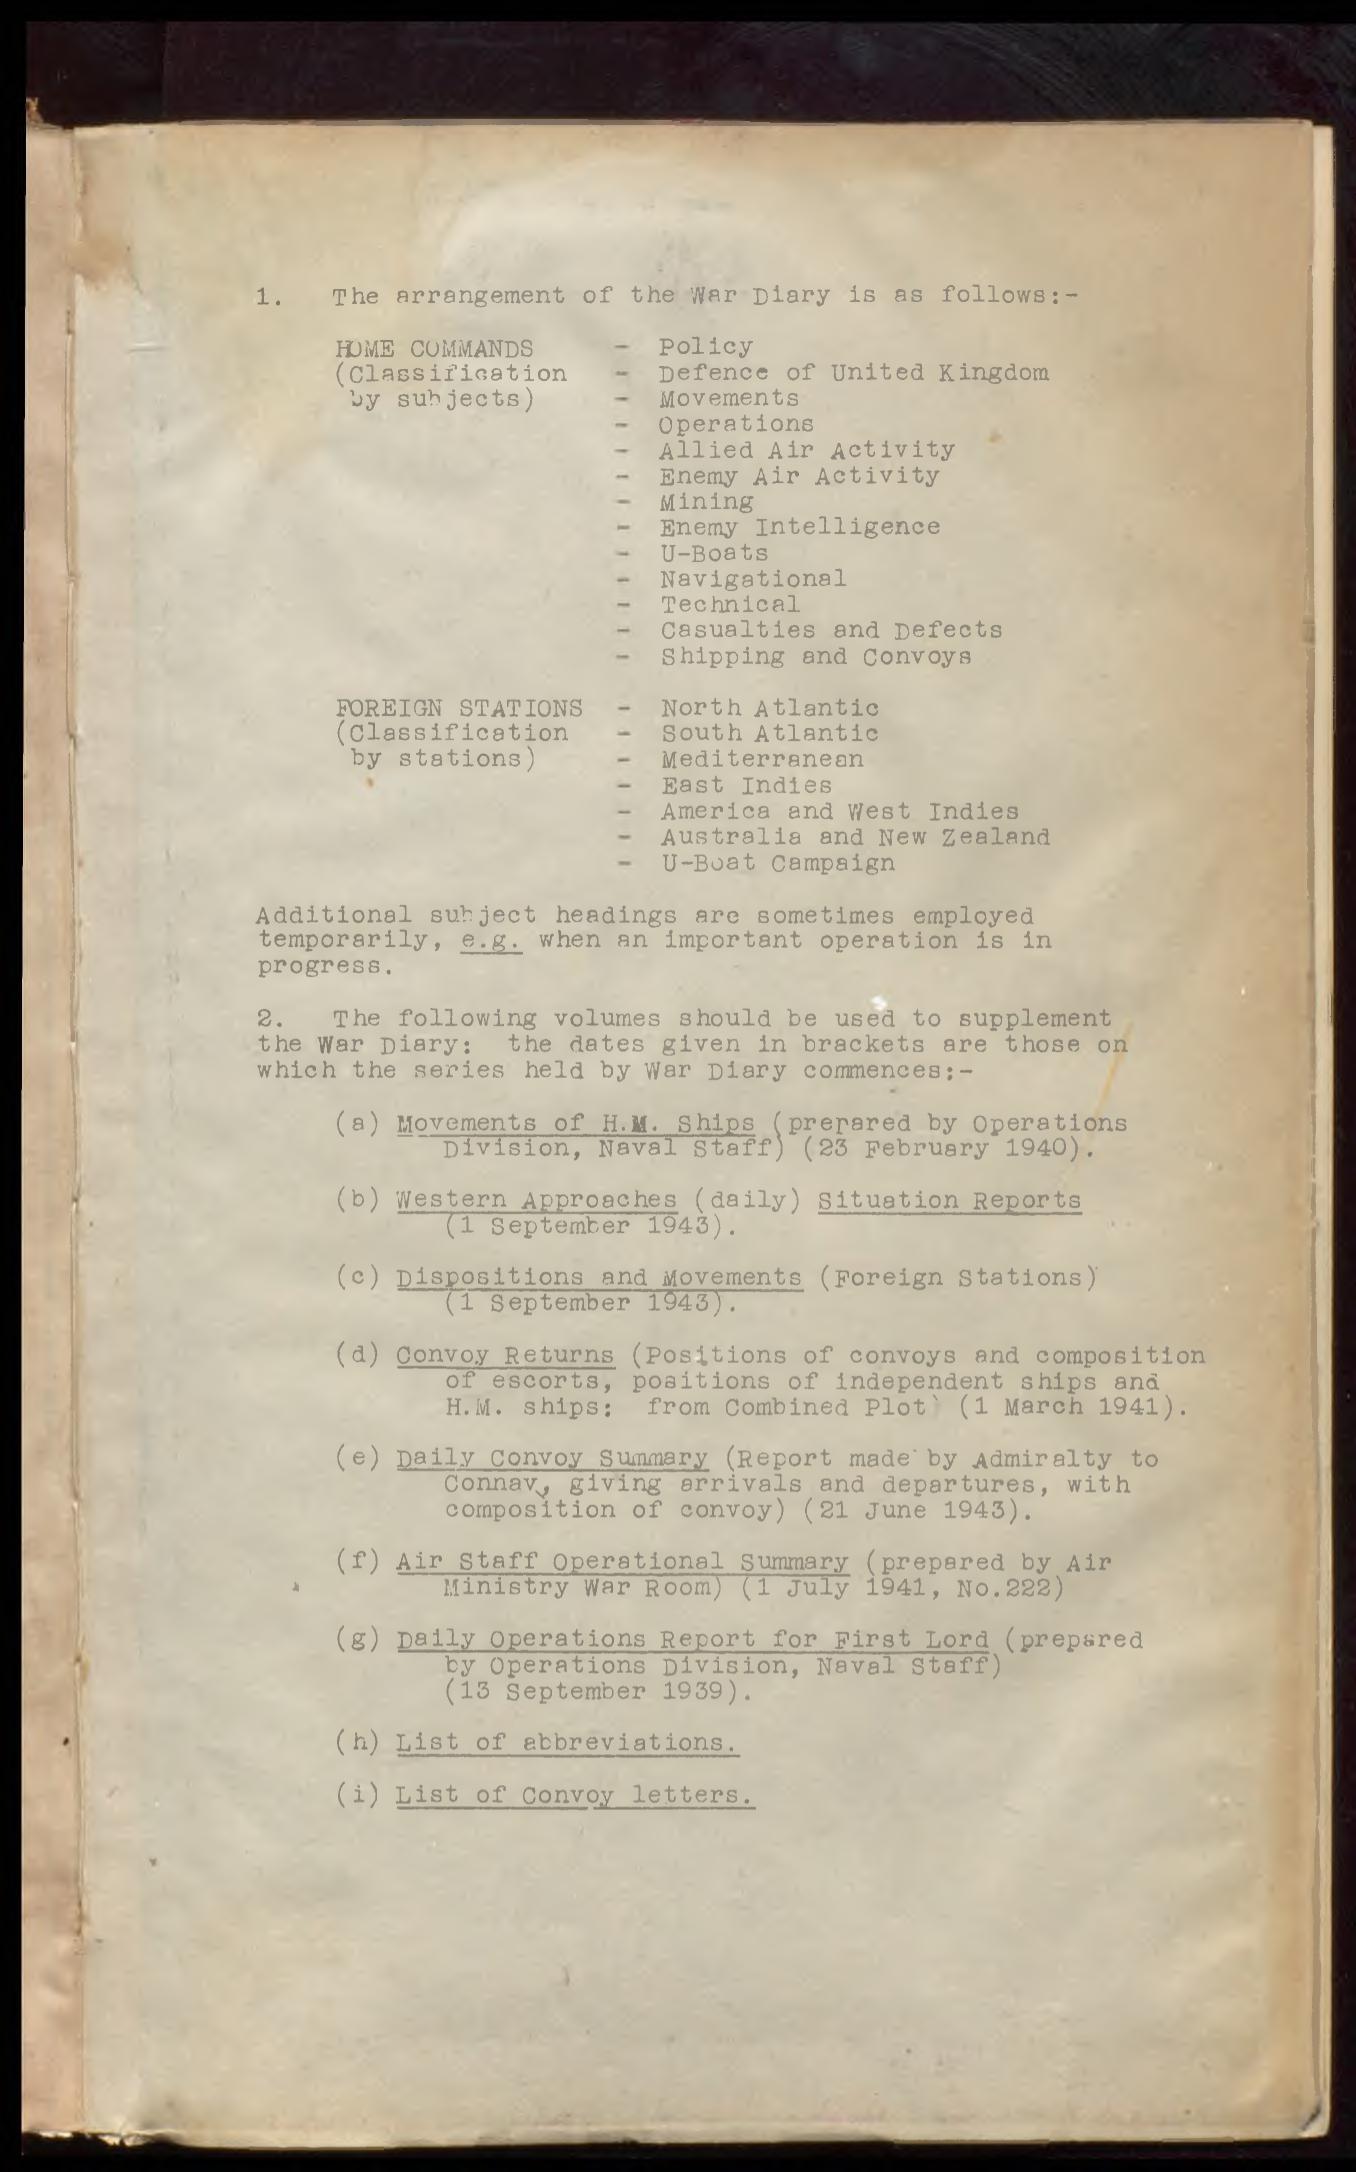 1. The arrangement of the War Diary is as follows:-
HOME COMMANDS - Policy
(Classification - Defence of United Kingdom
by subjects) - Movements
- Operations
- Allied Air Activity
- Enemy Air Activity
- Mining
- Enemy Intelligence
- U-Boats
- Navigational
- Technical
- Casualties and Defects
- Shipping and Convoys
FOREIGN STATIONS - North Atlantic
(Classification - South Atlantic
by stations) - Mediterranean
- East Indies
- America and West Indies
- Australia and New Zealand
- U-Boat Campaign
Additional subject headings are sometimes employed
temporarily, e.g. when an important operation is in
progress.
2. The following volumes should be used to supplement
the War Diary: the dates given in brackets are those on
which the series held by War Diary commences:-
(a) Movements of H.M. Ships (prepared by Operations
Division, Naval Staff) (23 February 1940).
(b) Western Approaches (daily) Situation Reports
(1 September 1943).
(c) Dispositions and Movements (Foreign Stations)
(1 September 1943).
(d) Convoy Returns (Positions of convoys and composition
of escorts, positions of independent ships and
H.M. ships: from Combined Plot) (1 March 1941).
(e) Daily Convoy Summary (Report made by Admiralty to
Connav, giving arrivals and departures, with
composition of convoy) (21 June 1943).
(f) Air Staff Operational Summary (prepared by Air
Ministry War Room) (1 July 1941, No.222)
(g) Daily Operations Report for First Lord (prepared
by Operations Division, Naval Staff)
(13 September 1939).
(h) List of abbreviations.
(i) List of Convoy letters.